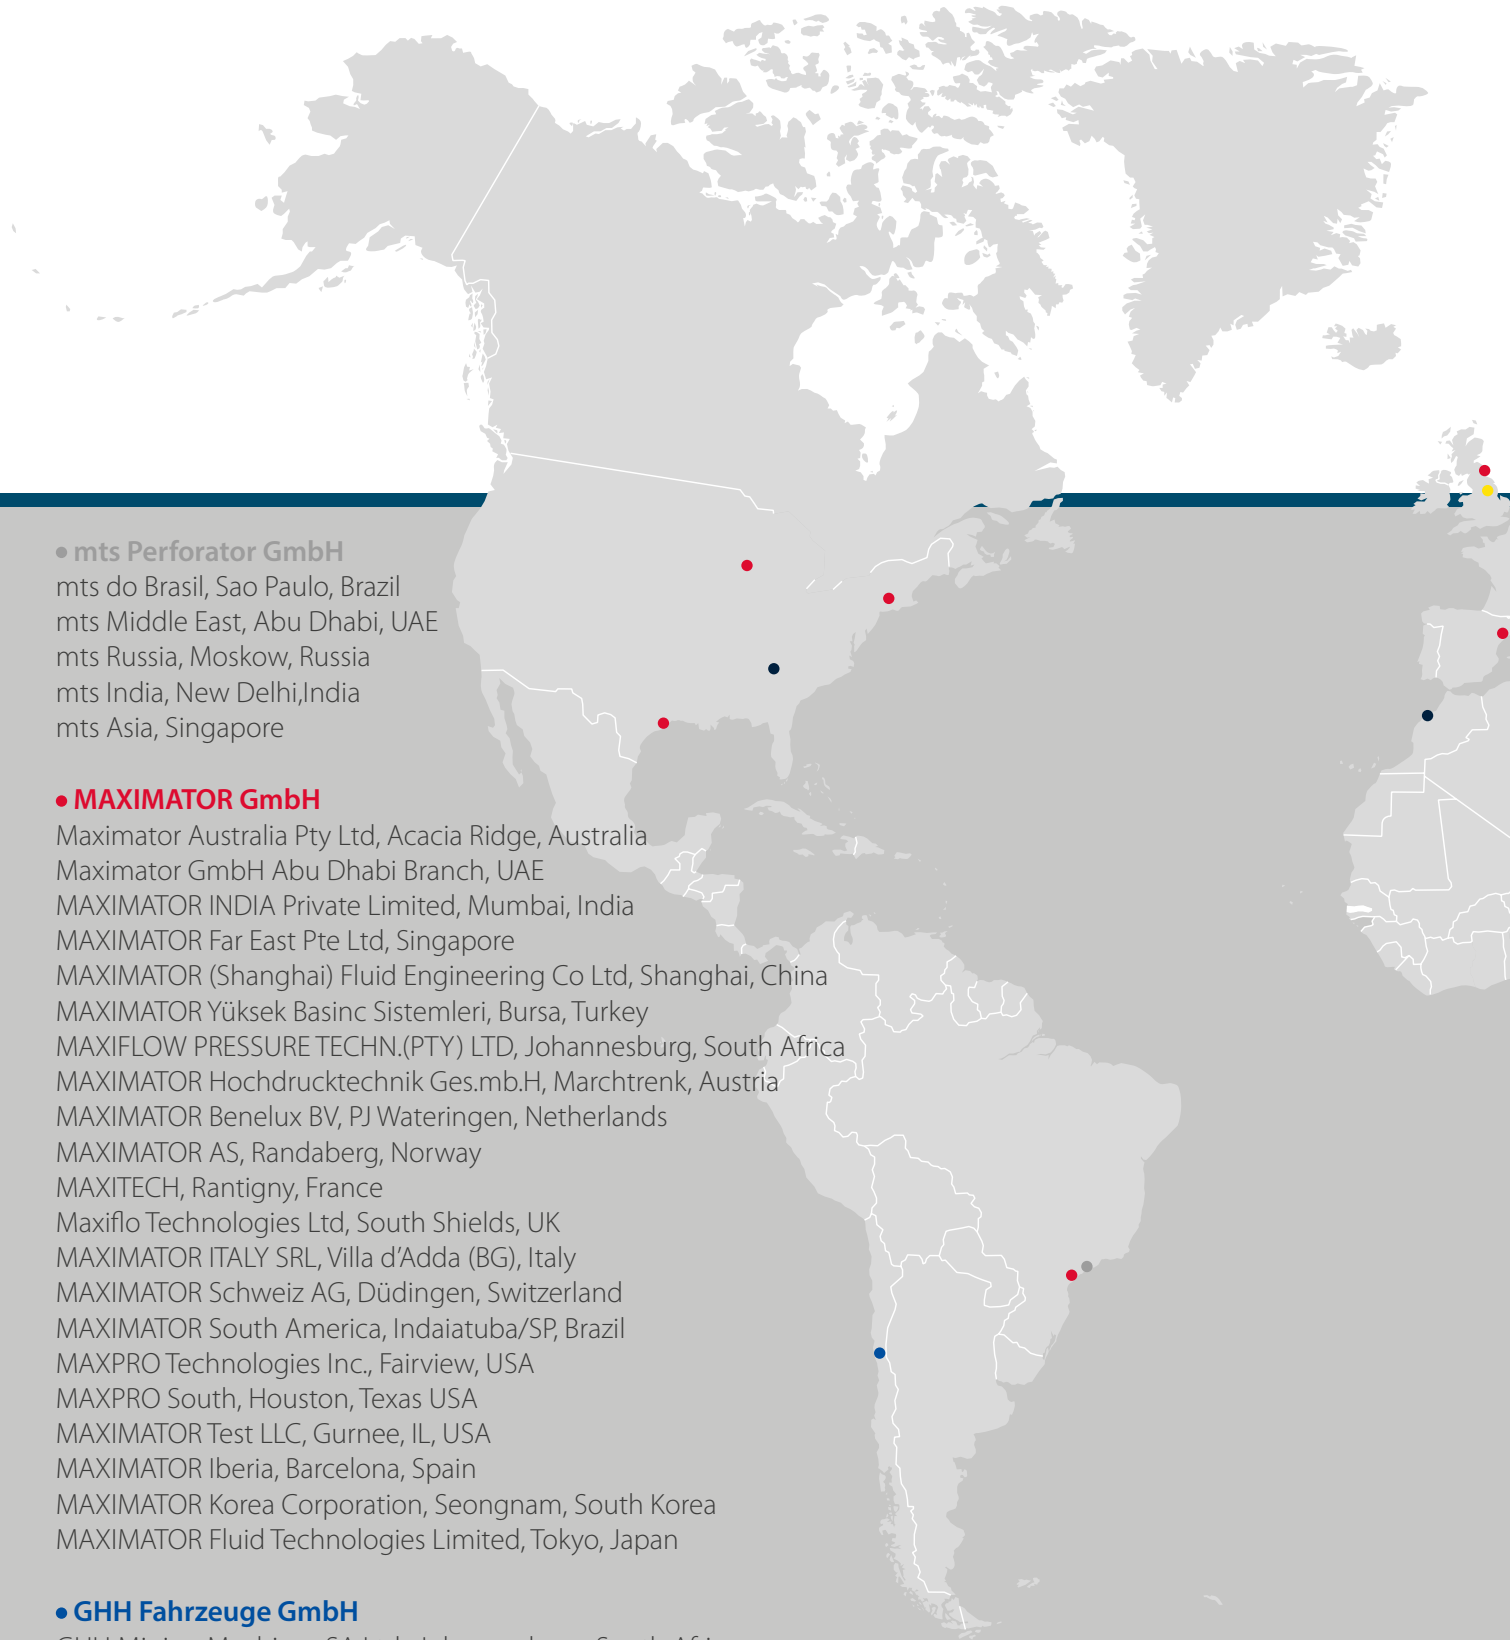 • mts Perforator GmbH
mts do Brasil, Sao Paulo, Brazil
mts Middle East, Abu Dhabi, UAE
mts Russia, Moskow, Russia
mts India, New Delhi,India
mts Asia, Singapore
• MAXIMATOR GmbH
Maximator Australia Pty Ltd, Acacia Ridge, Australia
Maximator GmbH Abu Dhabi Branch, UAE
MAXIMATOR INDIA Private Limited, Mumbai, India
MAXIMATOR Far East Pte Ltd, Singapore
MAXIMATOR (Shanghai) Fluid Engineering Co Ltd, Shanghai, China
MAXIMATOR Yüksek Basinc Sistemleri, Bursa, Turkey
MAXIFLOW PRESSURE TECHN.(PTY) LTD, Johannesburg, South Africa
MAXIMATOR Hochdrucktechnik Ges.mb.H, Marchtrenk, Austria
MAXIMATOR Benelux BV, PJ Wateringen, Netherlands
MAXIMATOR AS, Randaberg, Norway
MAXITECH, Rantigny, France
Maxiflo Technologies Ltd, South Shields, UK
MAXIMATOR ITALY SRL, Villa d’Adda (BG), Italy
MAXIMATOR Schweiz AG, Düdingen, Switzerland
MAXIMATOR South America, Indaiatuba/SP, Brazil
MAXPRO Technologies Inc., Fairview, USA
MAXPRO South, Houston, Texas USA
MAXIMATOR Test LLC, Gurnee, IL, USA
MAXIMATOR Iberia, Barcelona, Spain
MAXIMATOR Korea Corporation, Seongnam, South Korea
MAXIMATOR Fluid Technologies Limited, Tokyo, Japan
• GHH Fahrzeuge GmbH